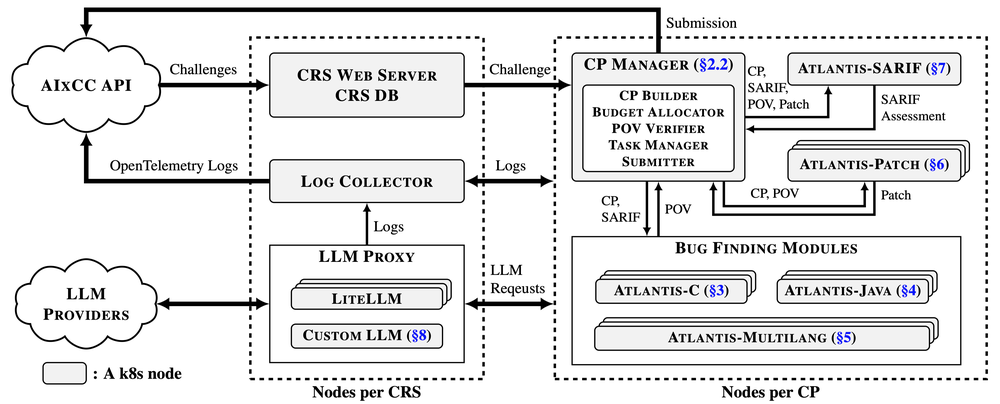 Submission
AIxCC API
Challenges
CRS WEB SERVER
CRS DB
Challenge
CP MANAGER (§2.2)
CP BUILDER
BUDGET ALLOCATOR
POV VERIFIER
TASK MANAGER
SUBMITTER
CP,
SARIF,
POV, Patch
ATLANTIS-SARIF (§7)
SARIF
Assessment
OpenTelemetry Logs
LOG COLLECTOR
Logs
ATLANTIS-PATCH (§6)
CP, POV
Patch
CP,
SARIF
POV
Logs
LLM PROXY
LITELLM
CUSTOM LLM (§8)
LLM
PROVIDERS
LLM
Reqeusts
BUG FINDING MODULES
ATLANTIS-C (§3)
ATLANTIS-JAVA (§4)
ATLANTIS-MULTILANG (§5)
: A k8s node
Nodes per CRS
Nodes per CP